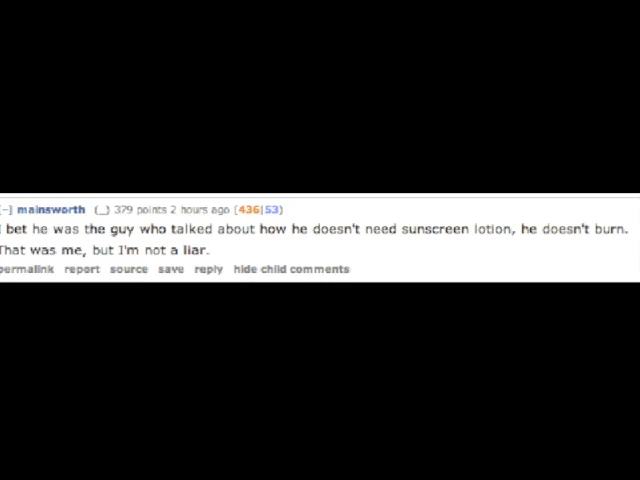 [–] mainsworth (_) 379 points 2 hours ago (436|53)
I bet he was the guy who talked about how he doesn't need sunscreen lotion, he doesn't burn.
That was me, but I'm not a liar.
permalink report source save reply hide child comments